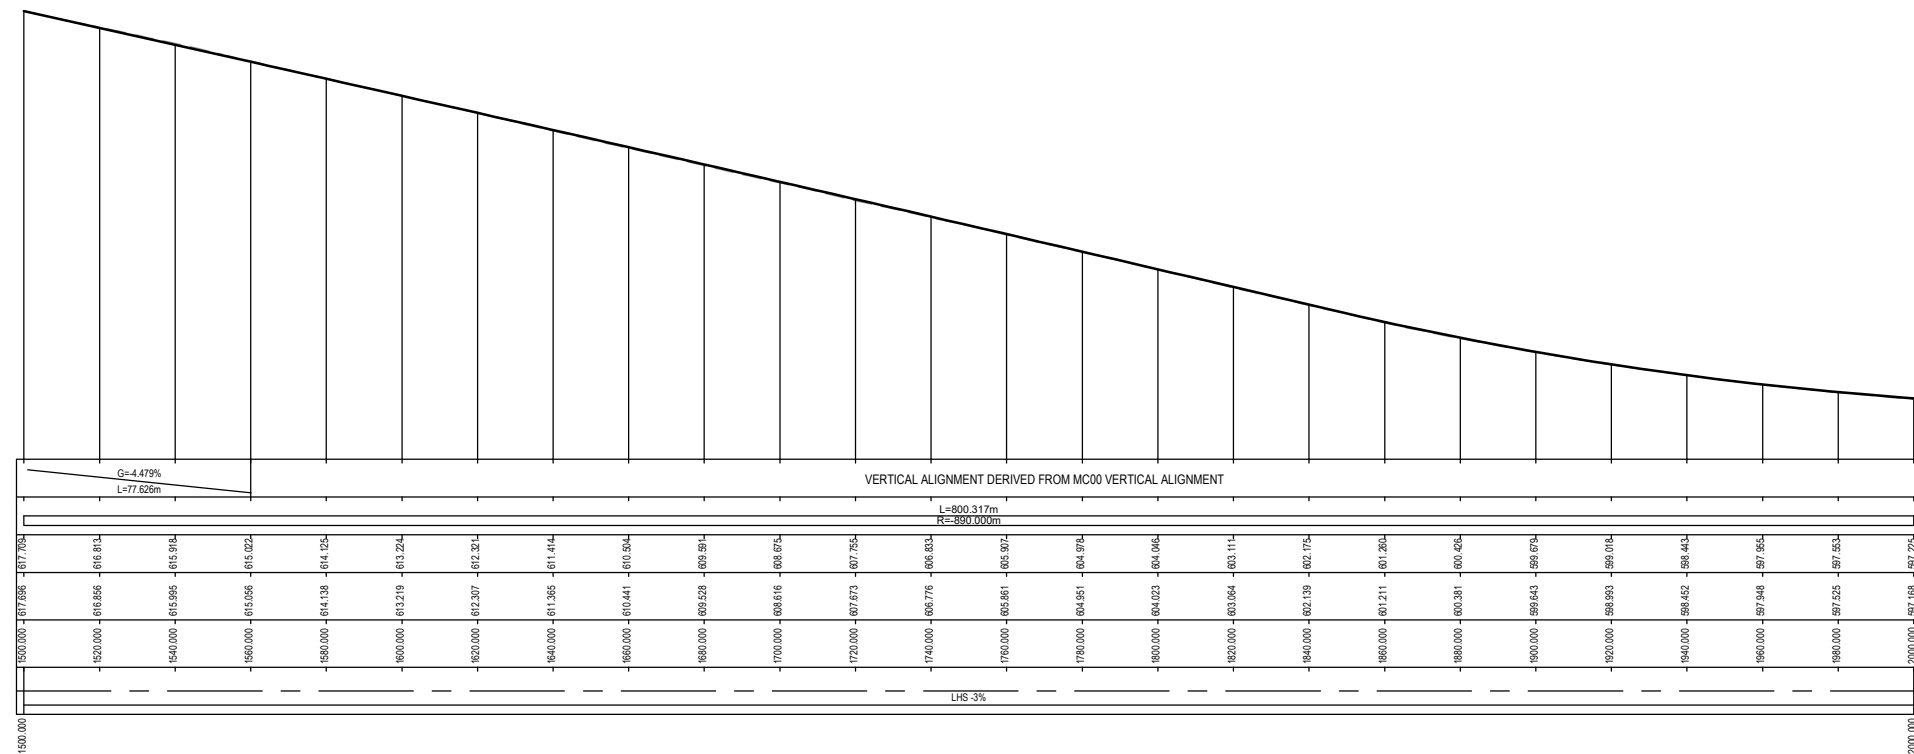 G=-4.479%
L=77.626m
VERTICAL ALIGNMENT DERIVED FROM MC00 VERTICAL ALIGNMENT
L=800.317m
R=-890.000m
617.709 616.813 615.918 615.022 614.125 613.224 612.321 611.414 610.504 609.591 608.675 607.755 606.833 605.907 604.978 604.046 603.111 602.175 601.260 600.426 599.679 599.018 598.443 597.955 597.553 597.225
617.696 616.856 615.995 615.056 614.138 613.219 612.307 611.365 610.441 609.528 608.616 607.673 606.776 605.861 604.951 604.023 603.064 602.139 601.211 600.381 599.643 598.993 598.452 597.948 597.525 597.168
1500.000 1520.000 1540.000 1560.000 1580.000 1600.000 1620.000 1640.000 1660.000 1680.000 1700.000 1720.000 1740.000 1760.000 1780.000 1800.000 1820.000 1840.000 1860.000 1880.000 1900.000 1920.000 1940.000 1960.000 1980.000 2000.000
LHS -3%
1500.000 2000.000